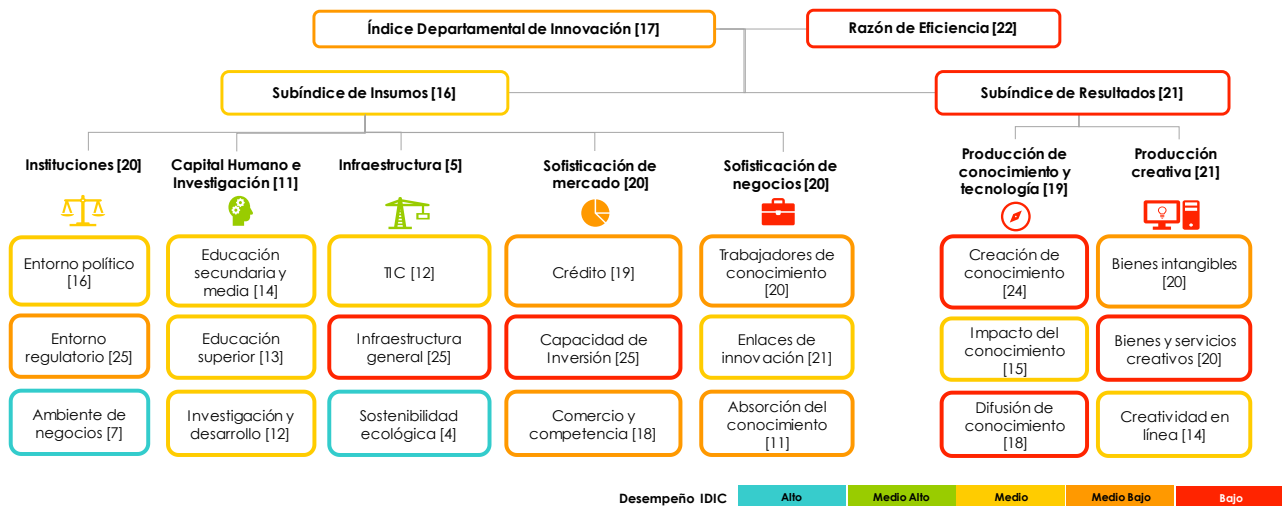 Índice Departamental de Innovación [17]
Razón de Eficiencia [22]
Subíndice de Insumos [16]
Subíndice de Resultados [21]
Instituciones [20]
Capital Humano e
Investigación [11]
Infraestructura [5]
Sofisticación de
mercado [20]
Sofisticación de
negocios [20]
Producción de
conocimiento y
tecnología [19]
Producción
creativa [21]
Entorno político
[16]
Educación
secundaria y
media [14]
TIC [12]
Crédito [19]
Trabajadores de
conocimiento
[20]
Creación de
conocimiento
[24]
Bienes intangibles
[20]
Entorno
regulatorio [25]
Educación
superior [13]
Infraestructura
general [25]
Capacidad de
Inversión [25]
Enlaces de
innovación [21]
Impacto del
conocimiento
[15]
Bienes y servicios
creativos [20]
Ambiente de
negocios [7]
Investigación y
desarrollo [12]
Sostenibilidad
ecológica [4]
Comercio y
competencia [18]
Absorción del
conocimiento
[11]
Difusión de
conocimiento
[18]
Creatividad en
línea [14]
Desempeño IDIC
Alto
Medio Alto
Medio
Medio Bajo
Bajo